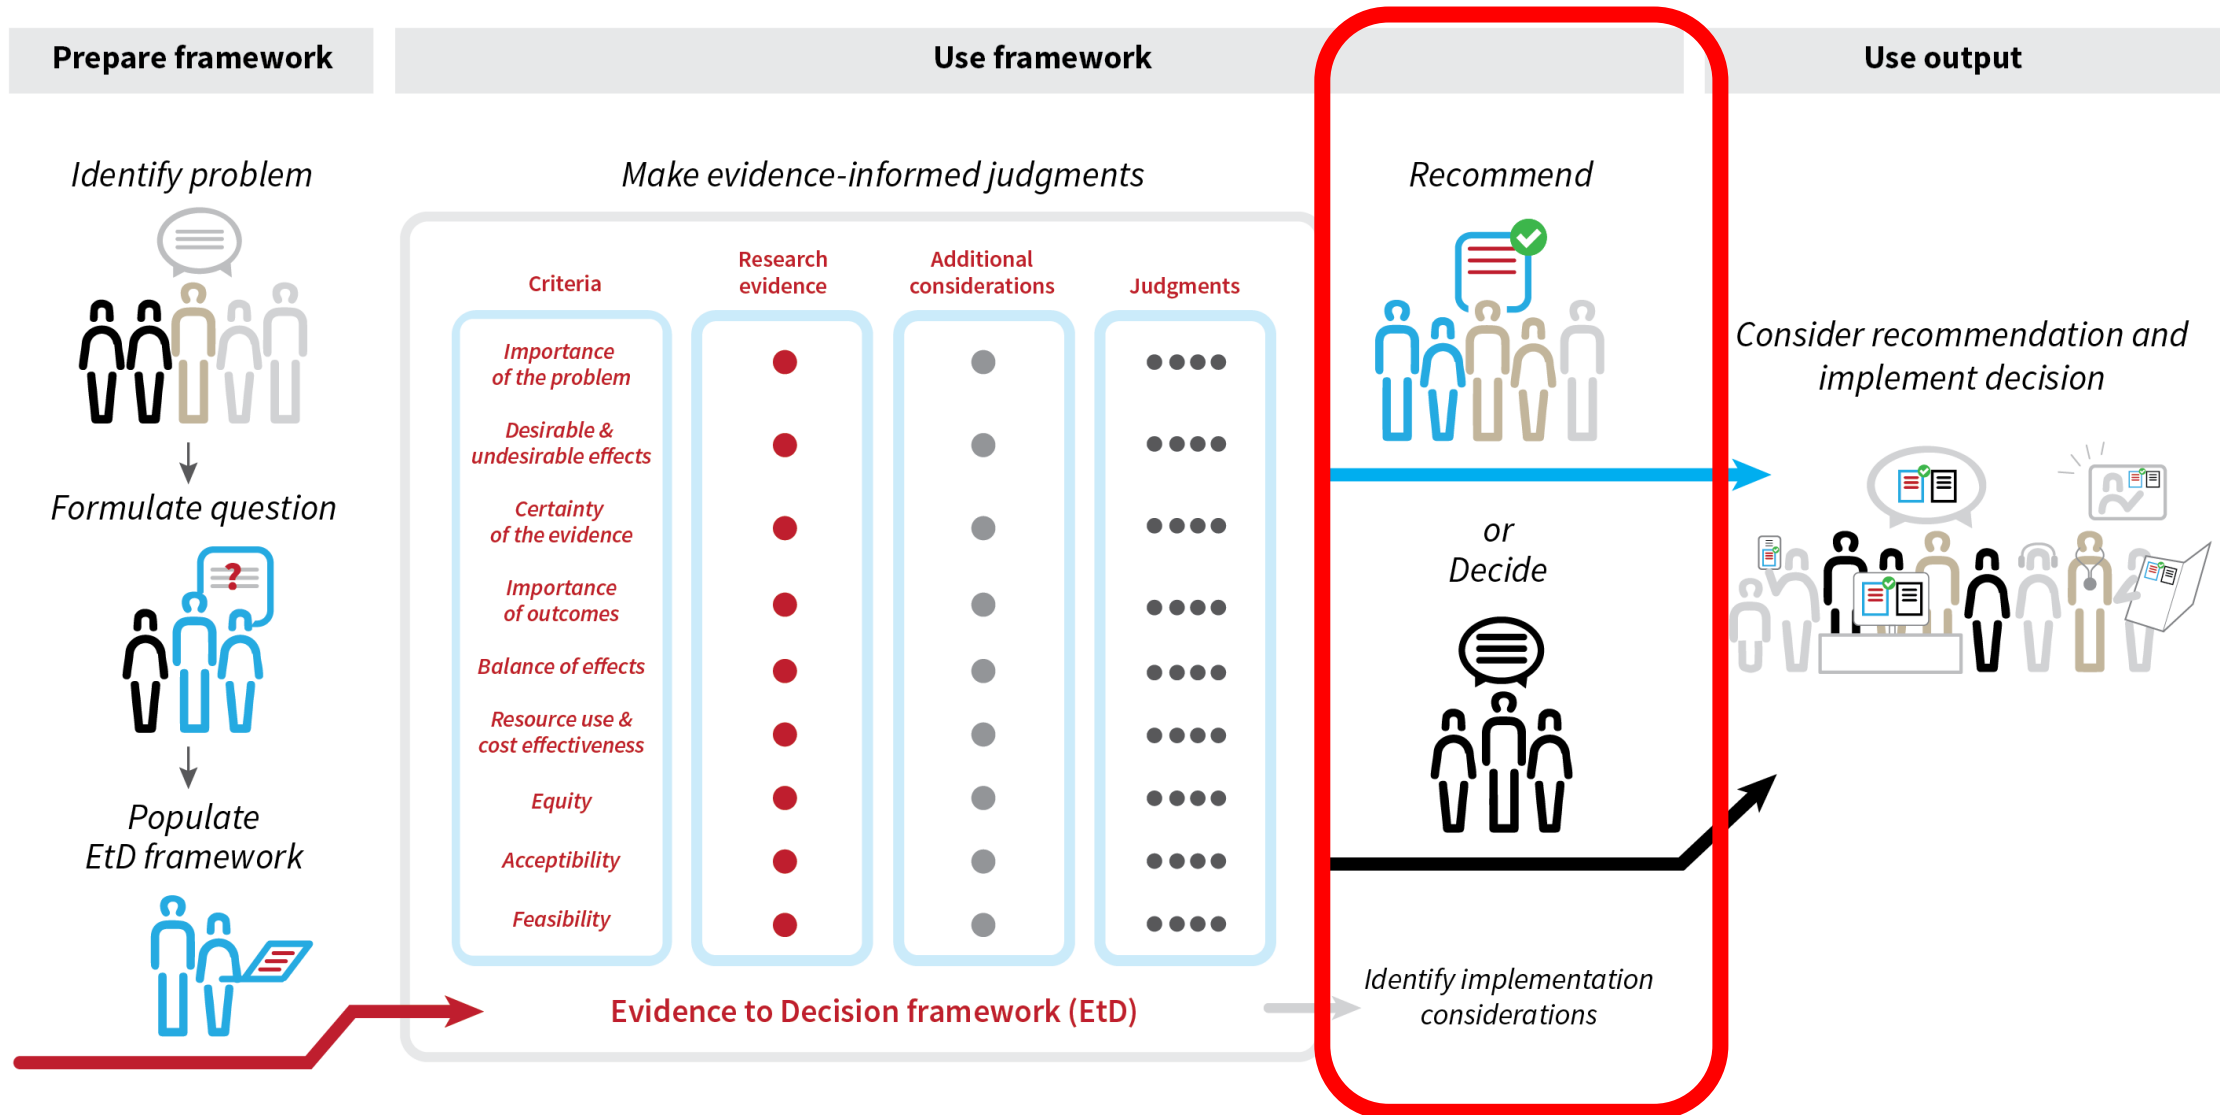 Prepare framework
Use framework
Use output
Identify problem
Formulate question
?
Populate
EtD framework
Make evidence-informed judgments
Criteria
Research
evidence
Additional
considerations
Judgments
Importance
of the problem
Desirable &
undesirable effects
Certainty
of the evidence
Importance
of outcomes
Balance of effects
Resource use &
cost effectiveness
Equity
Acceptibility
Feasibility
Evidence to Decision framework (EtD)
Recommend
or
Decide
Identify implementation
considerations
Consider recommendation and
implement decision